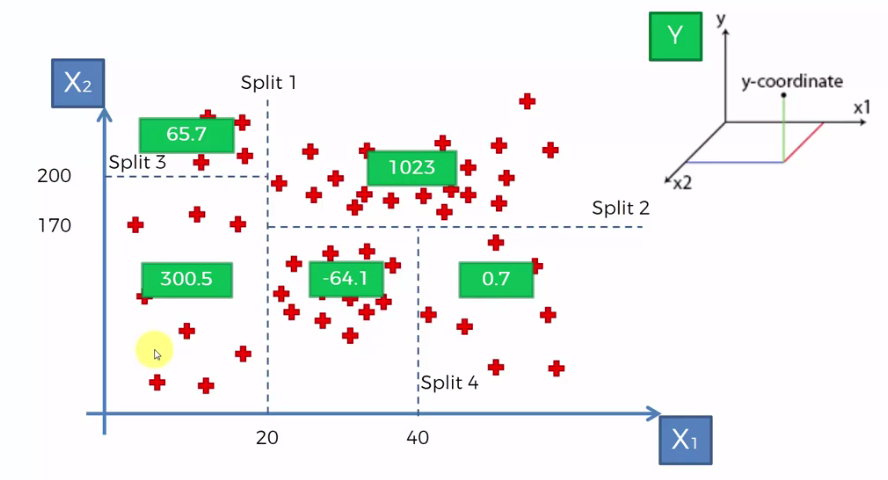 Y
y
y-coordinate
x1
x2
X₂
Split 1
65.7
1023
Split 3
200
170
Split 2
300.5
-64.1
0.7
Split 4
20
40
X₁